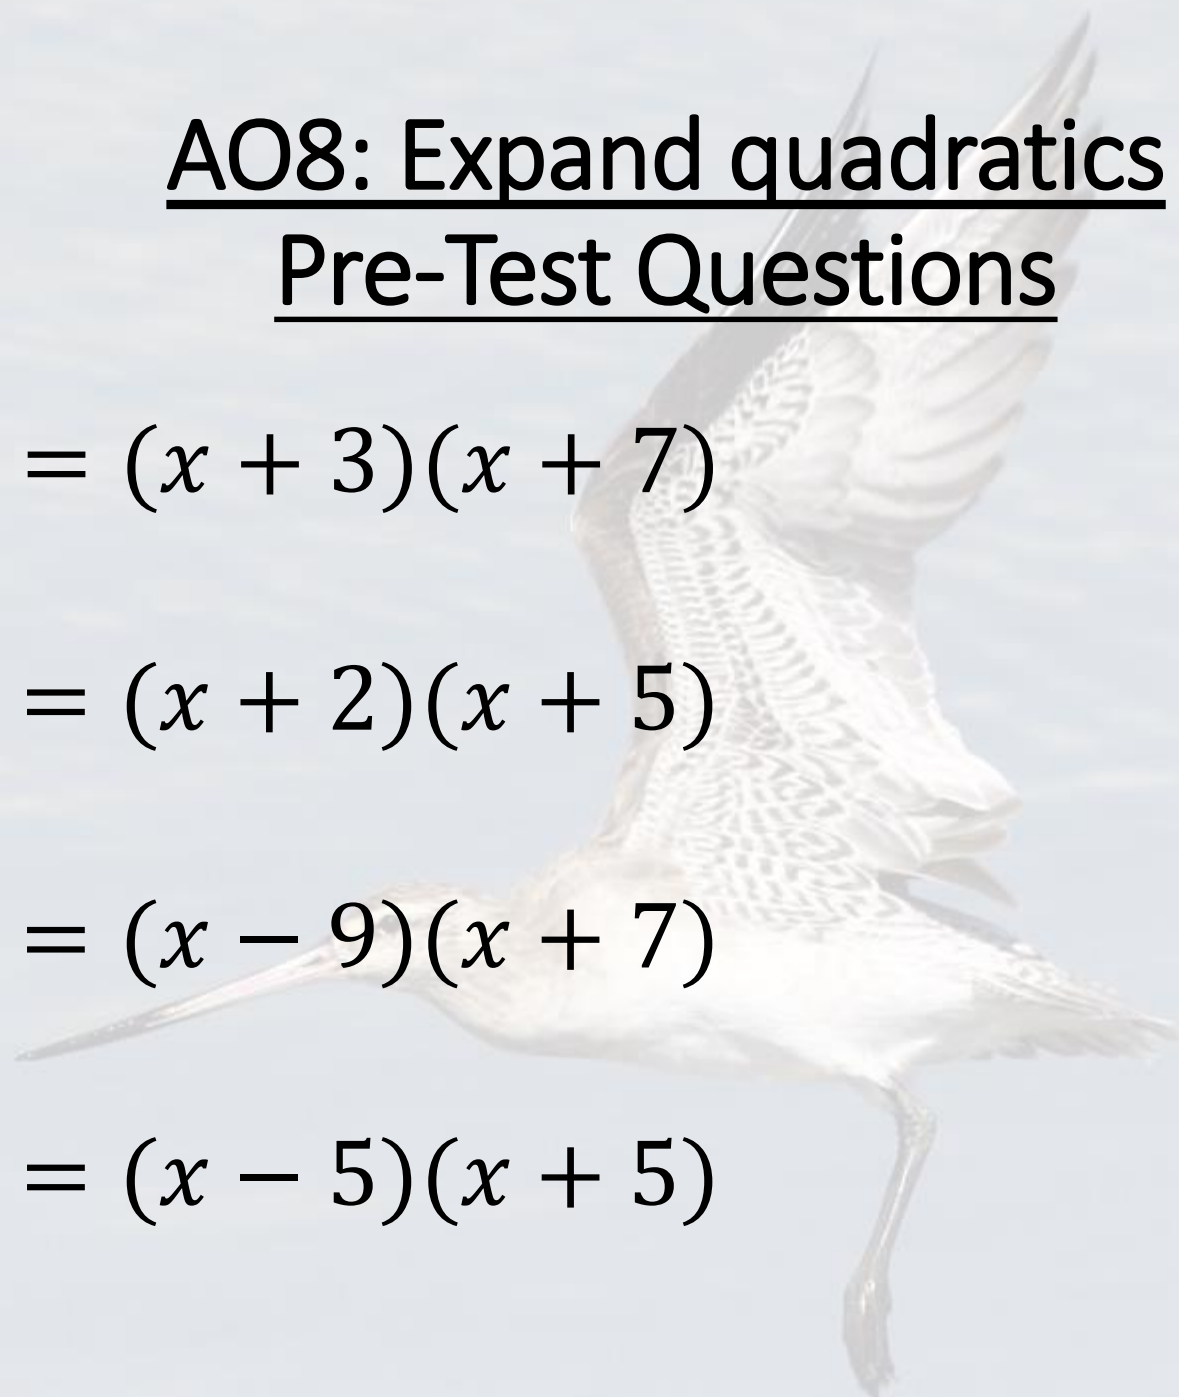 AO8: Expand quadratics
Pre-Test Questions
= (x + 3)(x + 7)
= (x + 2)(x + 5)
= (x − 9)(x + 7)
= (x − 5)(x + 5)